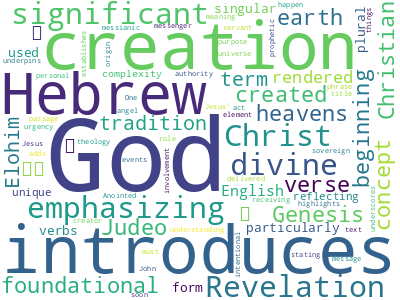 significant
creation
singular
earth
plural
Christian
messianic
messenger
meaning
servant
purpose
universe
prophetic
happen
used
underpins
passage
urgency
personal
establishes
complexity
One
angel
term
rendered
title
Jesus'
act
authority
phrase
things
Hebrew
God
created
heavens
beginning
Jesus
adds
origin
element
tradition
Christ
sovereign
events
concept
Elohim
theology
role
involvement
Anointed
divine
verse
reflecting
unique
creator
receiving
highlights
English
emphasizing
Judeo
Genesis
underscores
verbs
understanding
delivered
particularly
text
introduces
must
intentional
message
foundational
form
stating
John
soon
Revelation